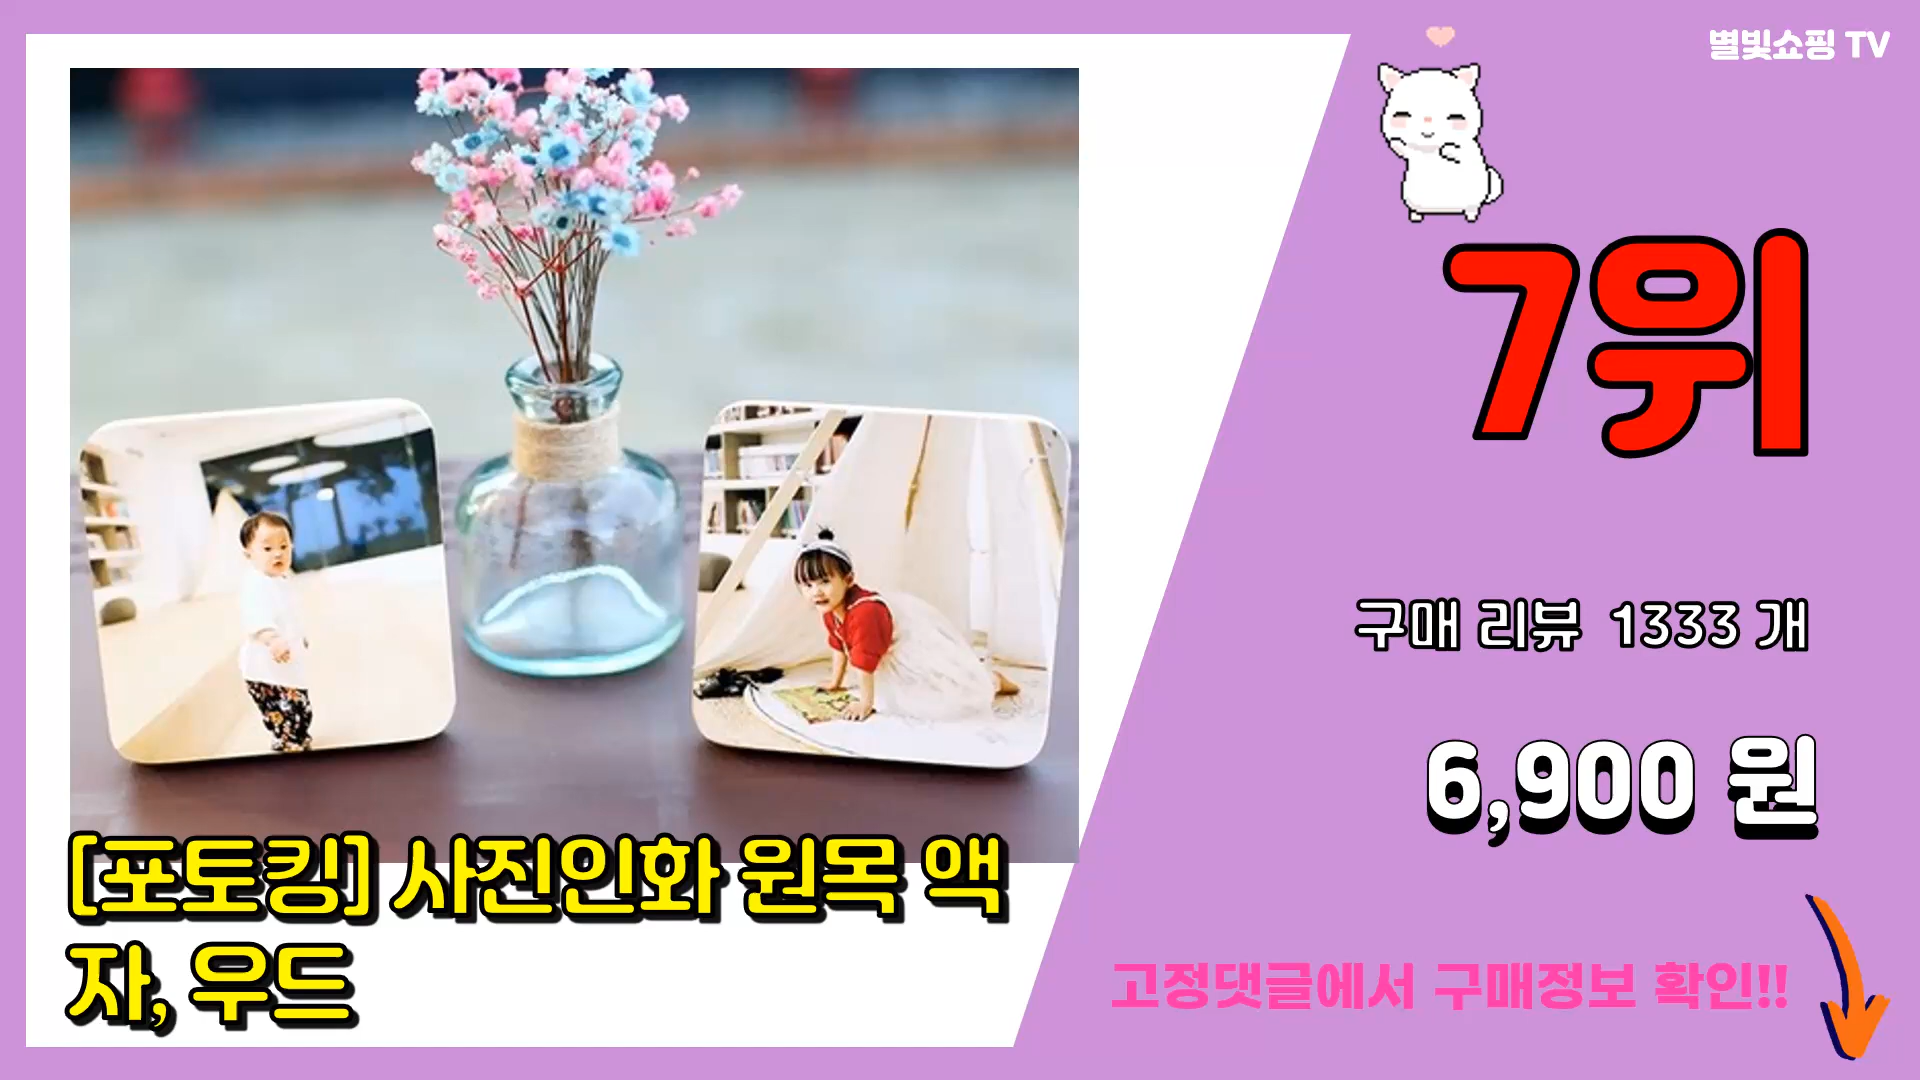 별빛쇼핑 TV
7위
구매 리뷰 1333 개
6,900 원
[포토킹] 사진인화 원목 액
자, 우드
고정댓글에서 구매정보 확인!!